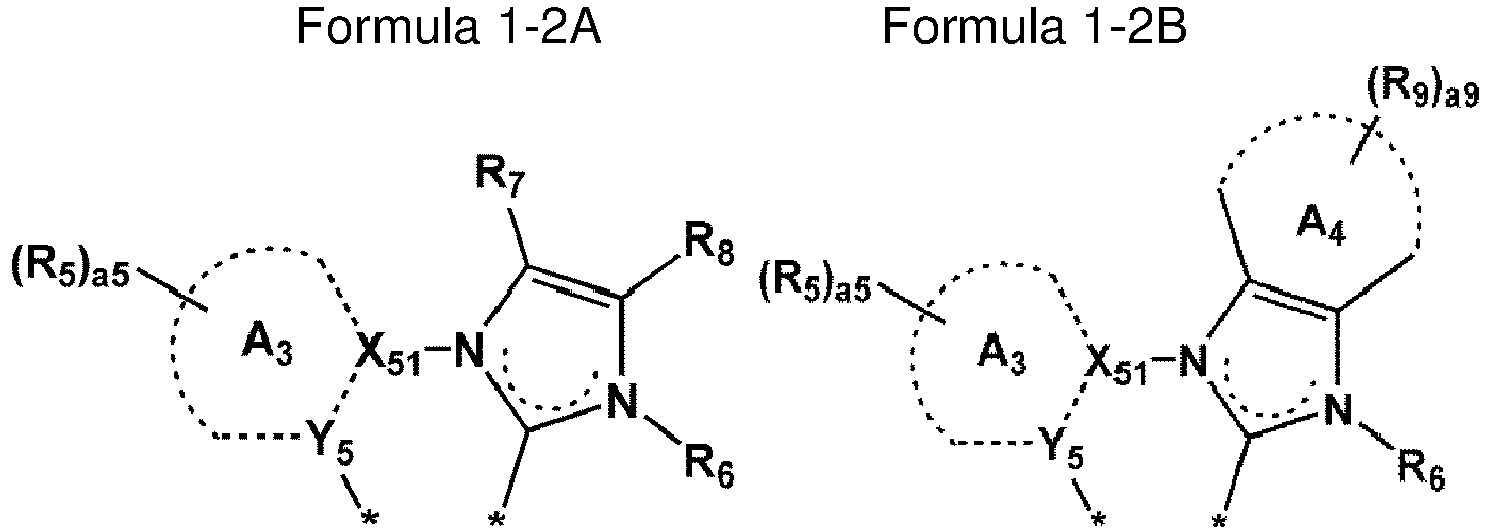 Formula 1-2A Formula 1-2B
(R9)a9
R7
R8
A4
(R5)a5
(R5)a5
A3
X51
N
A3
X51
N
N
N
Y5
Y5
R6
R6
*
*
*
*